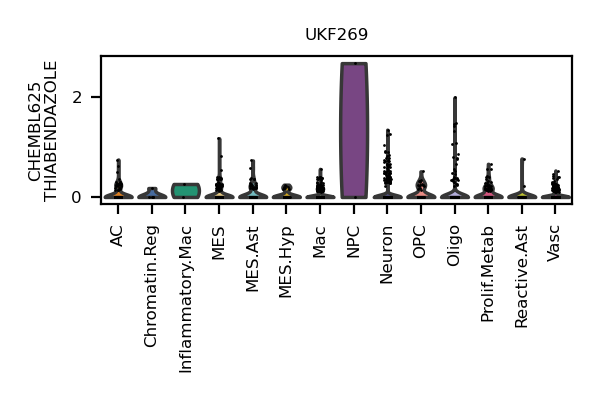 UKF269
CHEMBL625
THIABENDAZOLE
2
0
AC
Chromatin.Reg
Inflammatory.Mac
MES
MES.Ast
MES.Hyp
Mac
NPC
Neuron
OPC
Oligo
Prolif.Metab
Reactive.Ast
Vasc